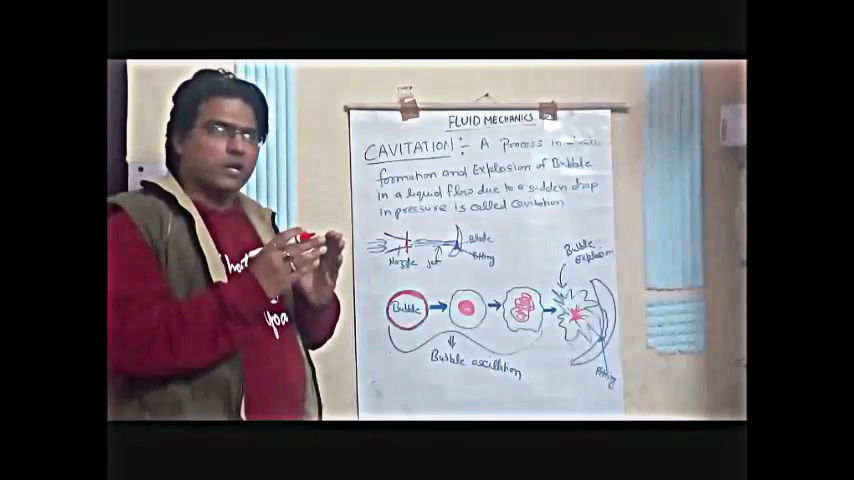 FLUID MECHANICS
CAVITATION :- A Process in
formation and Explosion of Bubble
in a liquid flow due to a sudden drop
in pressure is called Cavitation
Blade
Nozzle jet Pitting
Bubble
Explosion
Bubble
Bubble oscillation
Pitting